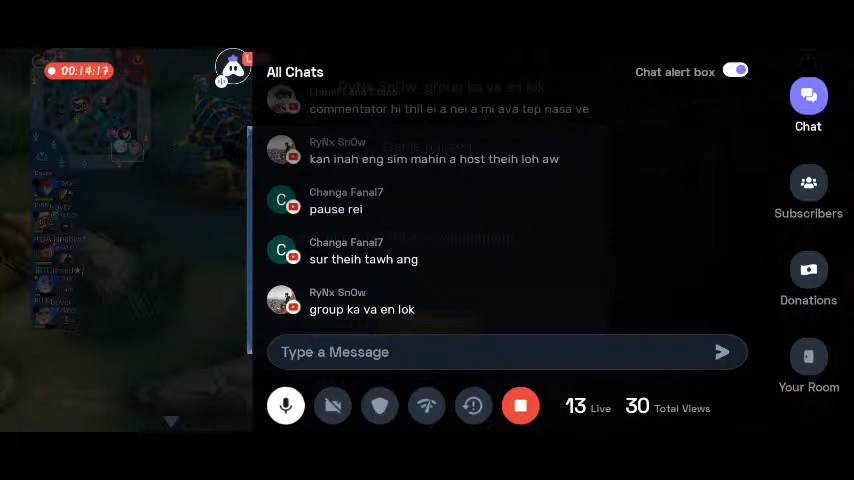 00:14:17
All Chats
Chat alert box
commentator hi thil ei a nei a mi ava tep nasa ve
RyNx SnOw
kan inah eng sim mahin a host theih loh aw
Changa Fanai7
pause rei
Changa Fanai7
sur theih tawh ang
RyNx SnOw
group ka va en lok
Type a Message
13 Live 30 Total Views
Chat
Subscribers
Donations
Your Room